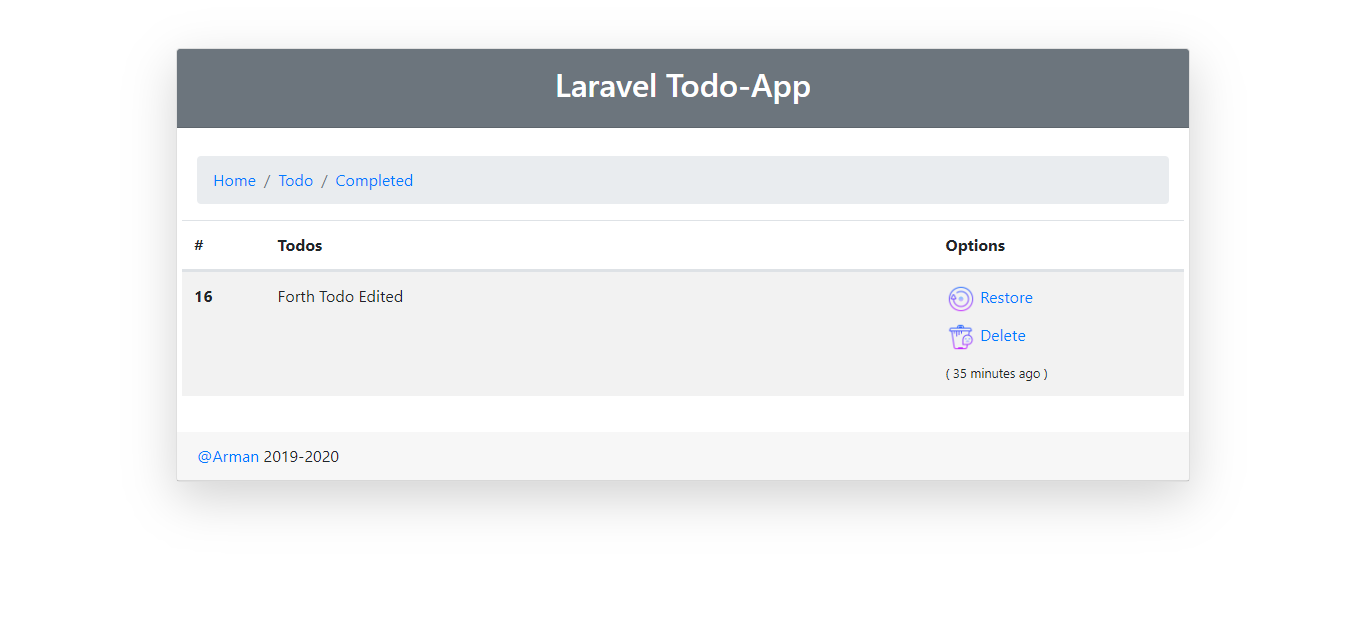 Laravel Todo-App
Home / Todo / Completed
# Todos Options
16 Forth Todo Edited Restore
Delete
( 35 minutes ago )
@Arman 2019-2020